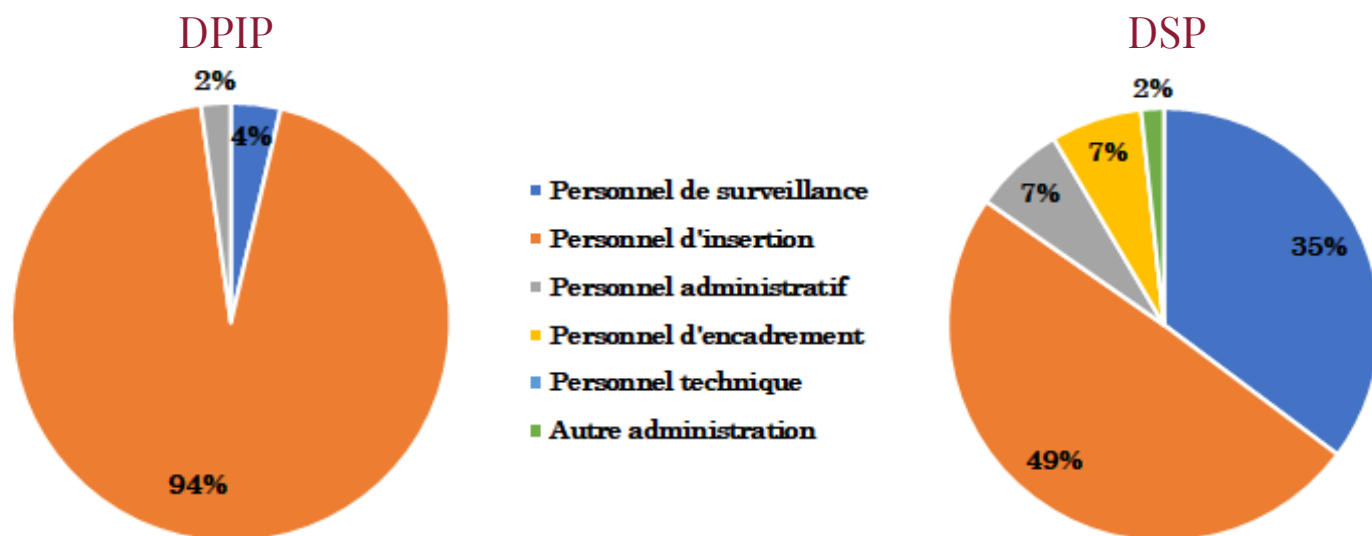 DPIP
2%
4%
94%
Personnel de surveillance
Personnel d'insertion
Personnel administratif
Personnel d'encadrement
Personnel technique
Autre administration
DSP
2%
7%
7%
35%
49%